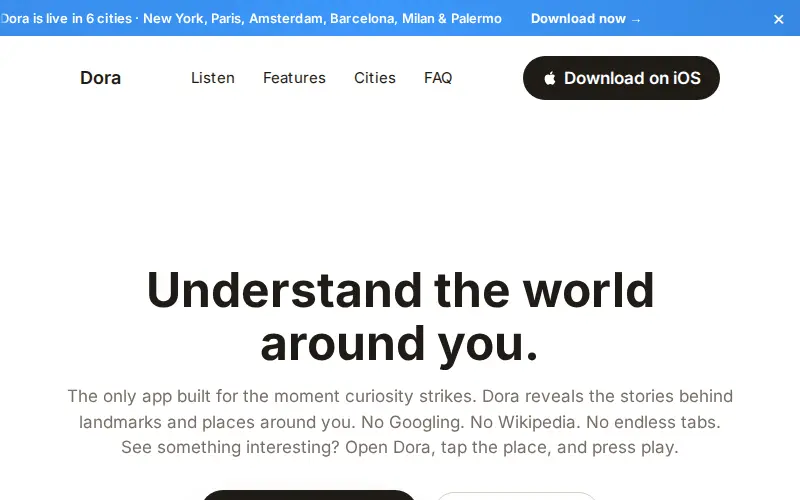 Dora is live in 6 cities · New York, Paris, Amsterdam, Barcelona, Milan & Palermo Download now → ×
Dora Listen Features Cities FAQ Download on iOS
Understand the world
around you.
The only app built for the moment curiosity strikes. Dora reveals the stories behind
landmarks and places around you. No Googling. No Wikipedia. No endless tabs.
See something interesting? Open Dora, tap the place, and press play.